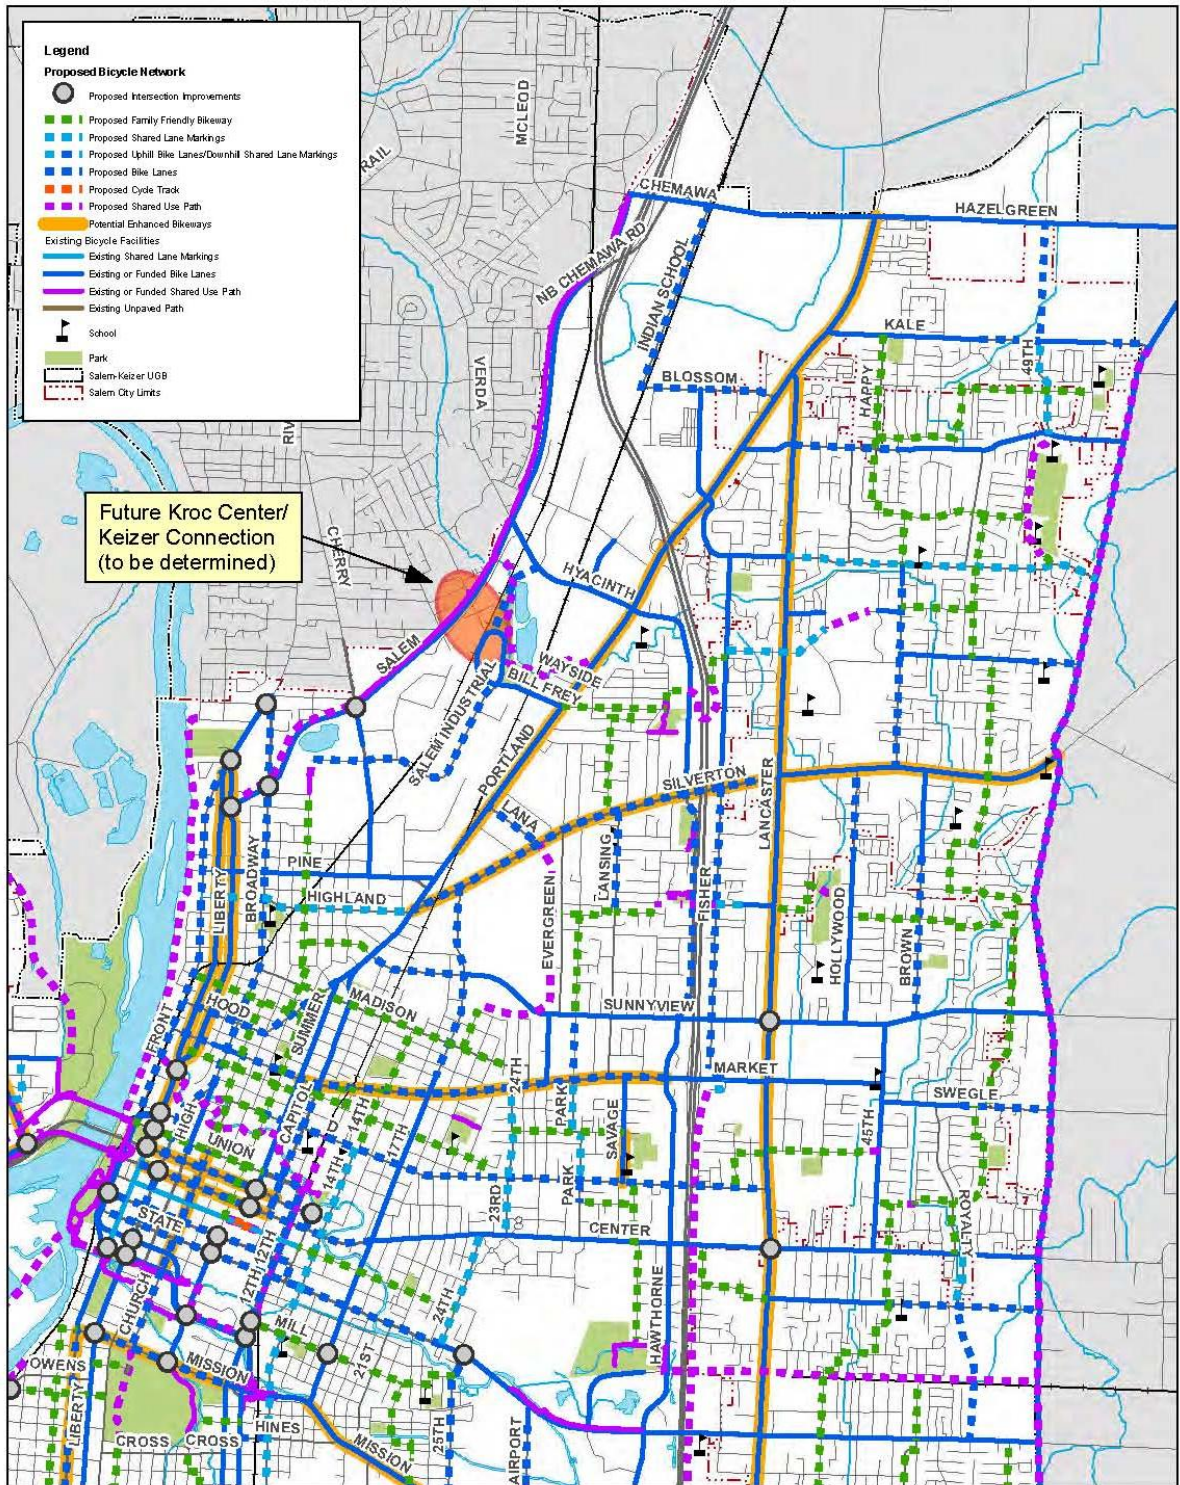 Legend
Proposed Bicycle Network
Proposed Intersection Improvements
Proposed Family Friendly Bikeway
Proposed Shared Lane Markings
Proposed Uphill Bike Lanes/Downhill Shared Lane Markings
Proposed Bike Lanes
Proposed Cycle Track
Proposed Shared Use Path
Potential Enhanced Bikeways
Existing Bicycle Facilities
Existing Shared Lane Markings
Existing or Funded Bike Lanes
Existing or Funded Shared Use Path
Existing Unpaved Path
School
Park
Salem-Keizer UGB
Salem City Limits
MCLEOD
RAIL
CHEMAWA
HAZELGREEN
NB CHEMAWA RD
INDIAN SCHOOL
KALE
49TH
VERDA
BLOSSOM
HAPPY
RIV
Future Kroc Center/
Keizer Connection
(to be determined)
CHERRY
HYACINTH
SALEM
WAYSIDE
BILL FREY
SALEM INDUSTRIAL
PORTLAND
SILVERTON
LANCASTER
LANA
PINE
LIBERTY
BROADWAY
HIGHLAND
LANSING
FISHER
EVERGREEN
HOLLYWOOD
BROWN
FRONT
HOOD
SUMMER
MADISON
SUNNYVIEW
MARKET
24TH
SWEGLE
HIGH
UNION
CAPITOL
D
14TH
17TH
PARK
SAVAGE
45TH
14TH
PARK
23RD
ROYALTY
STATE
CENTER
12TH
12TH
CHURCH
24TH
HAWTHORNE
MILL
21ST
OWENS
MISSION
LIBERTY
CROSS
CROSS
HINES
MISSION
25TH
AIRPORT